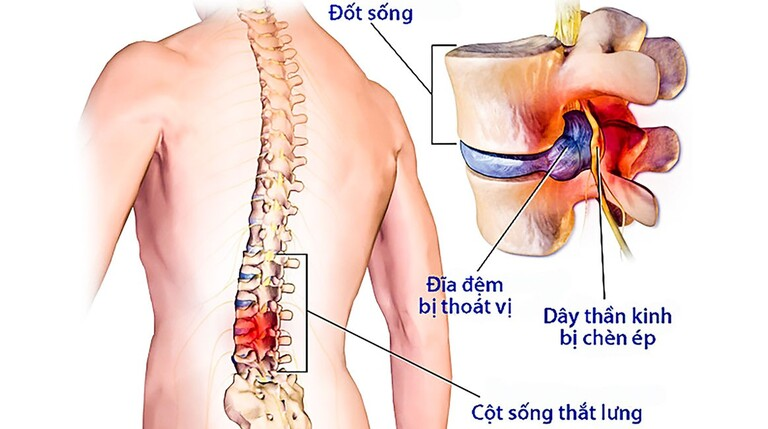 Đốt sống
Đĩa đệm
bị thoát vị
Dây thần kinh
bị chèn ép
Cột sống thắt lưng